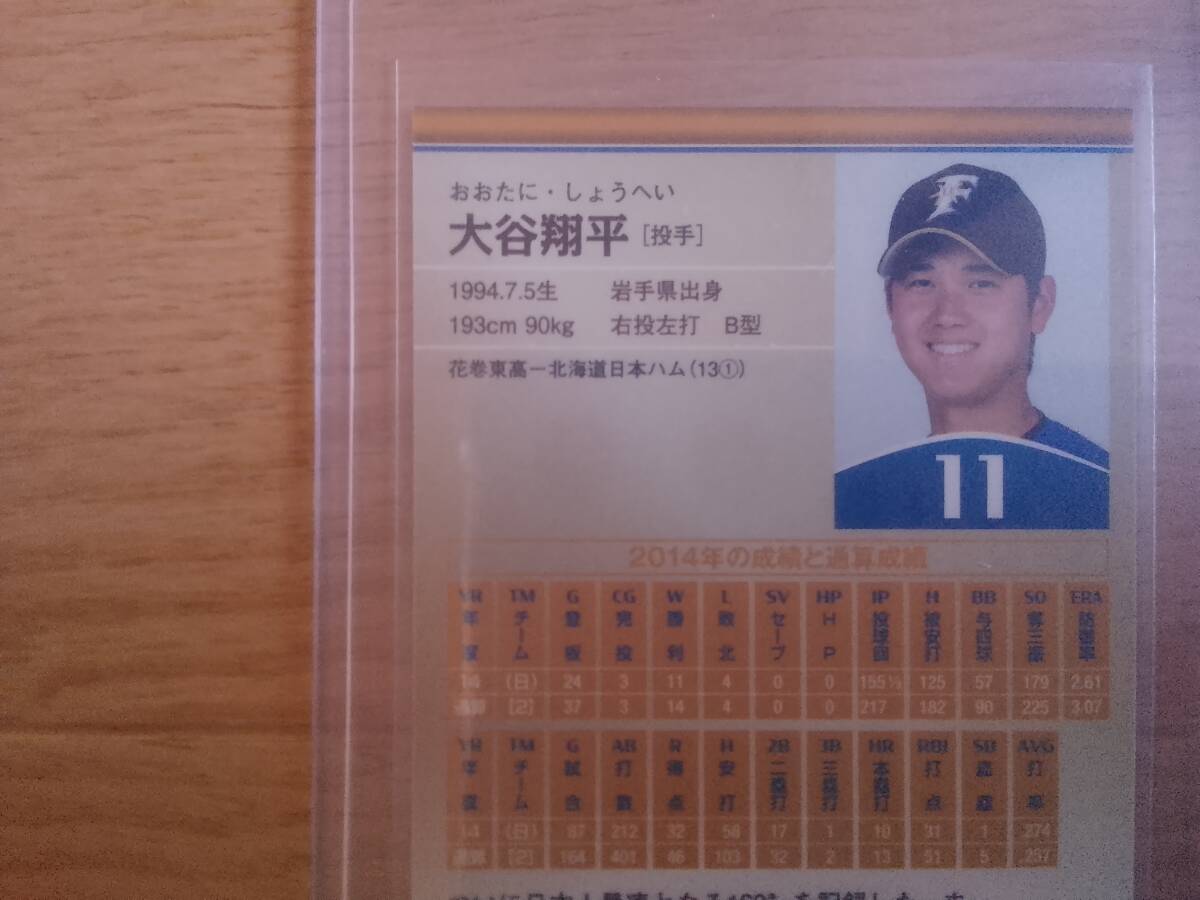 おおたに・しょうへい
大谷翔平 [投手]
1994.7.5生 岩手県出身
193cm 90kg 右投左打 B型
花巻東高ー北海道日本ハム(13①)
F
11
2014年の成績と通算成績
YR TM G CG W L SV HP IP H BB SO ERA
年度 チーム 登板 完投 勝利 敗北 セーブ HP 投球回 被安打 与四球 奪三振 防御率
14 (日) 24 3 11 4 0 0 155⅓ 125 57 179 2.61
通算 [2] 37 3 14 4 0 0 217 182 90 225 3.07
YR TM G AB R H 2B 3B HR RBI SB AVG
年度 チーム 試合 打数 得点 安打 二塁打 三塁打 本塁打 打点 盗塁 打率
14 (日) 87 212 32 58 17 1 10 31 1 .274
通算 [2] 164 401 46 103 32 2 13 51 5 .257